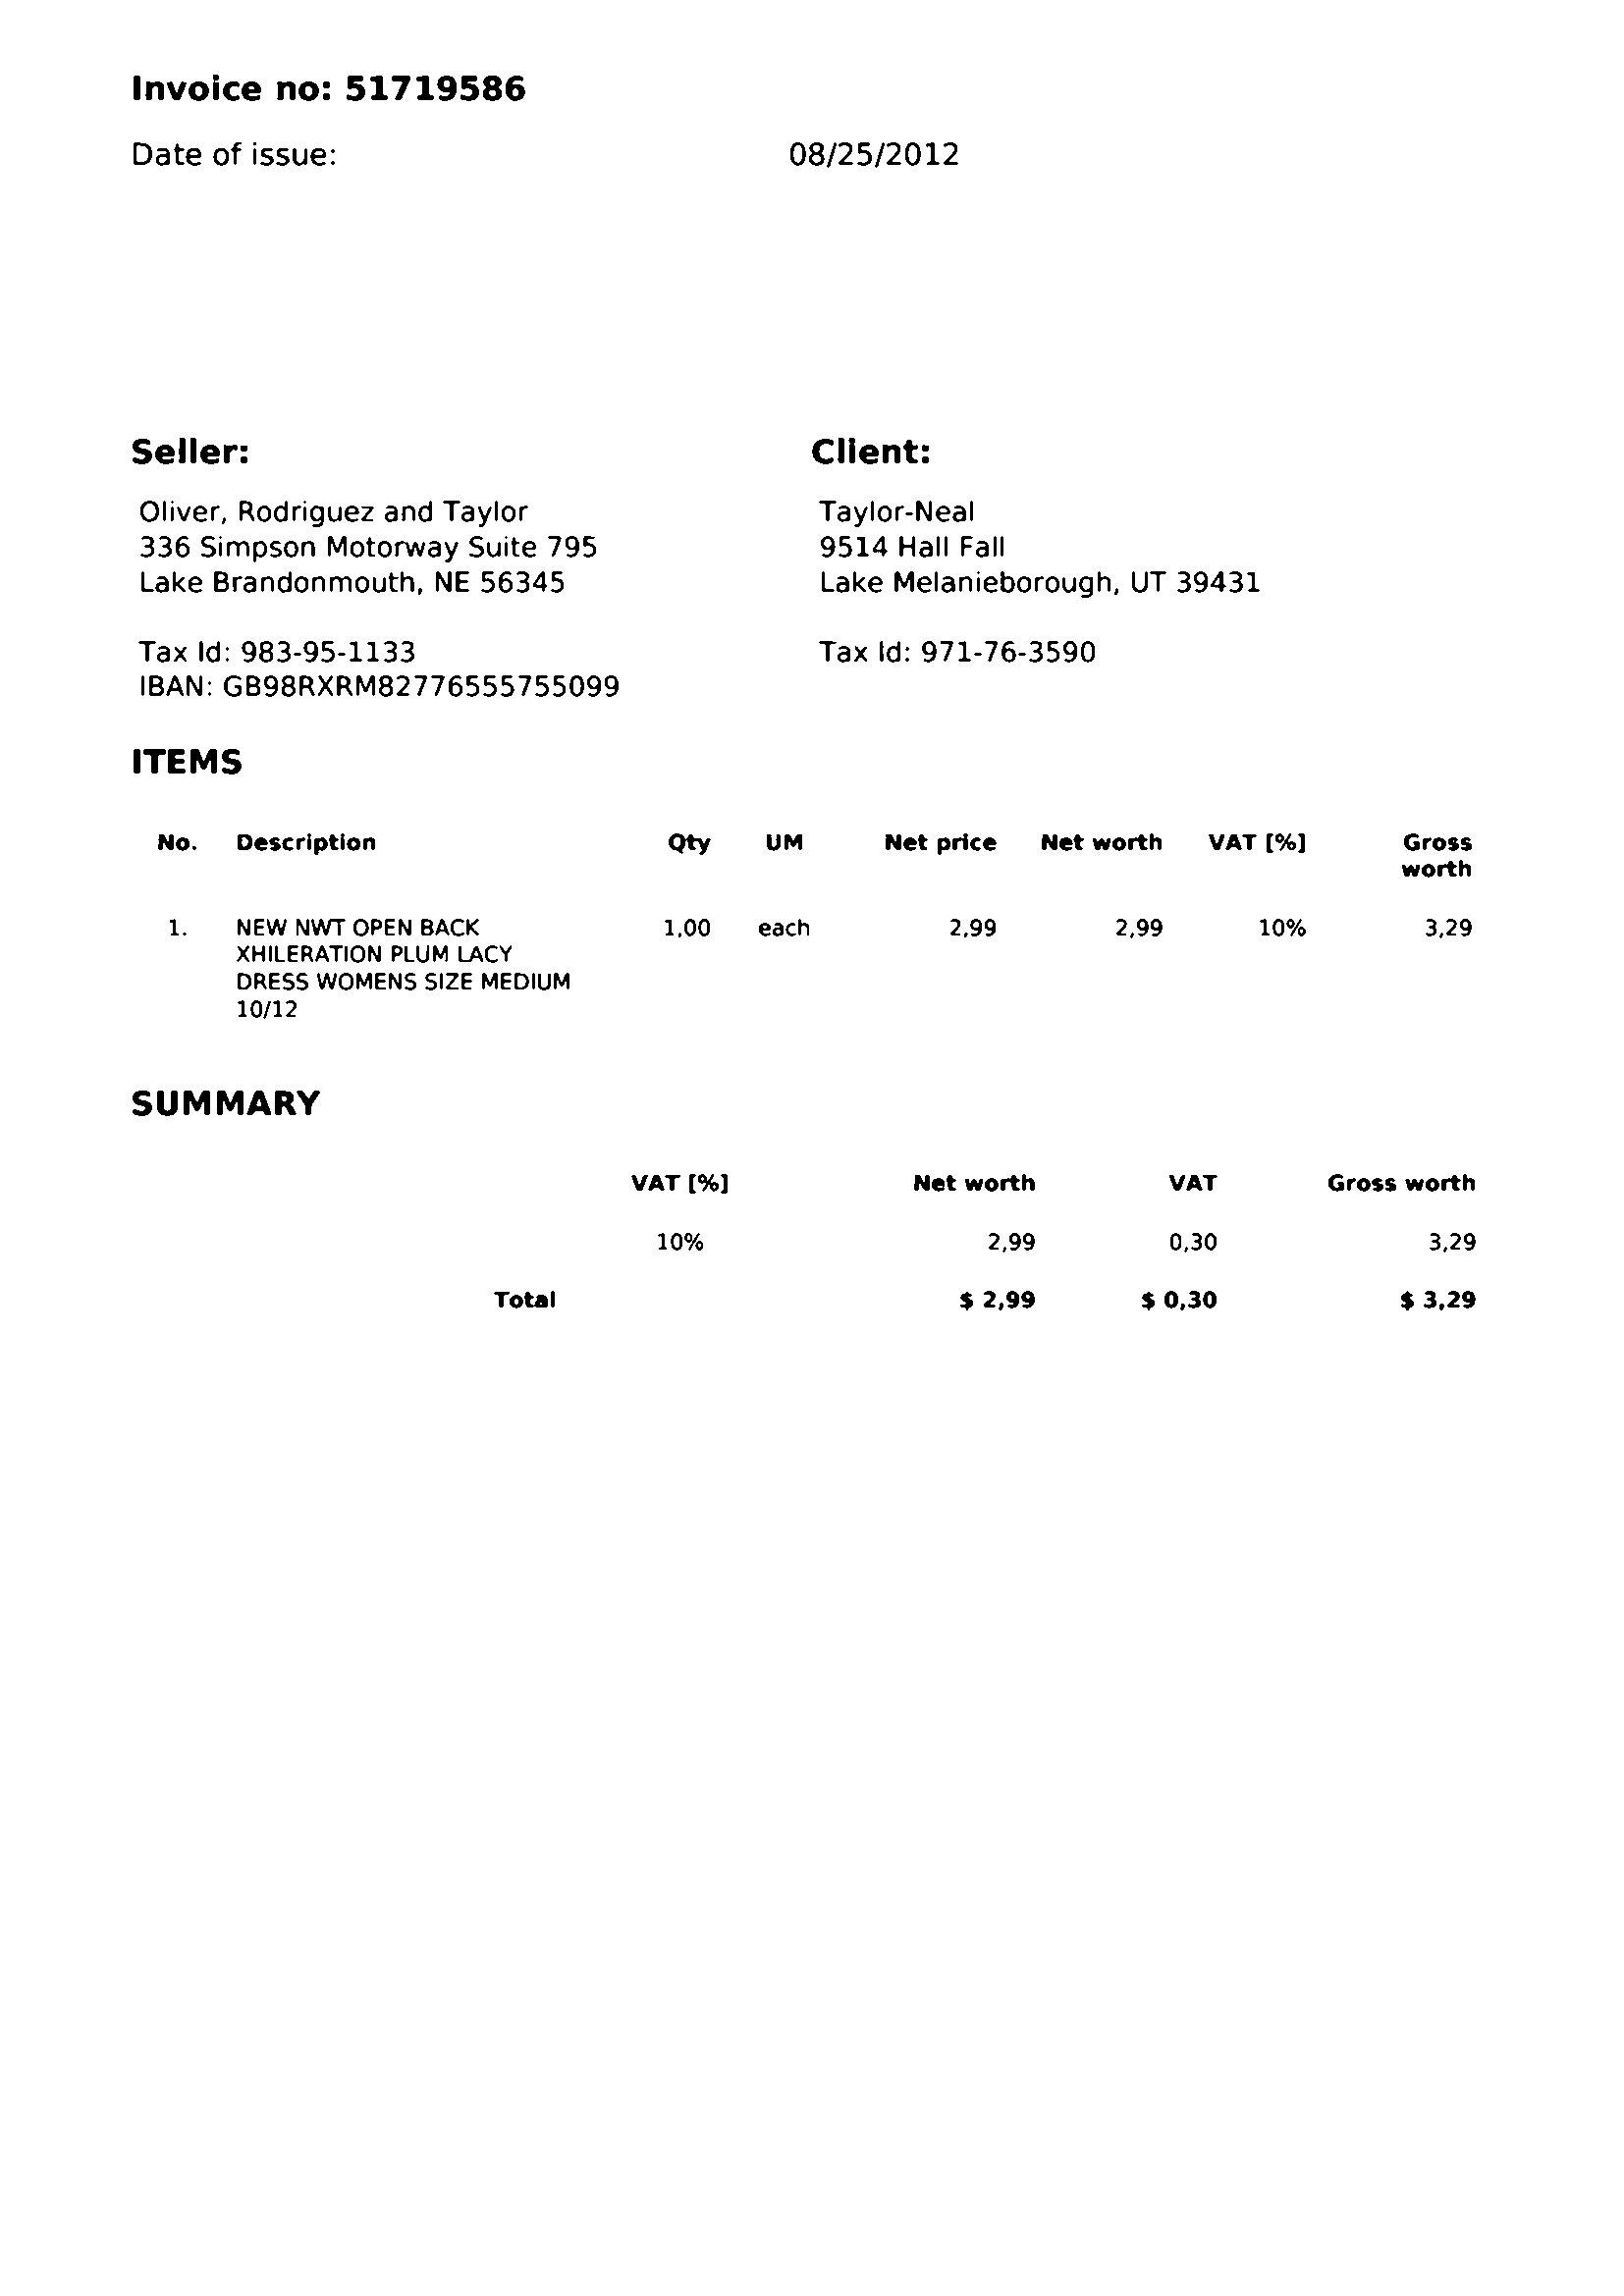 Invoice no: 51719586
Date of issue: 08/25/2012
Seller:
Oliver, Rodriguez and Taylor
336 Simpson Motorway Suite 795
Lake Brandonmouth, NE 56345
Tax Id: 983-95-1133
IBAN: GB98RXRM82776555755099
Client:
Taylor-Neal
9514 Hall Fall
Lake Melanieborough, UT 39431
Tax Id: 971-76-3590
ITEMS
No. Description Qty UM Net price Net worth VAT [%] Gross
worth
1. NEW NWT OPEN BACK 1,00 each 2,99 2,99 10% 3,29
XHILERATION PLUM LACY
DRESS WOMENS SIZE MEDIUM
10/12
SUMMARY
VAT [%] Net worth VAT Gross worth
10% 2,99 0,30 3,29
Total $ 2,99 $ 0,30 $ 3,29